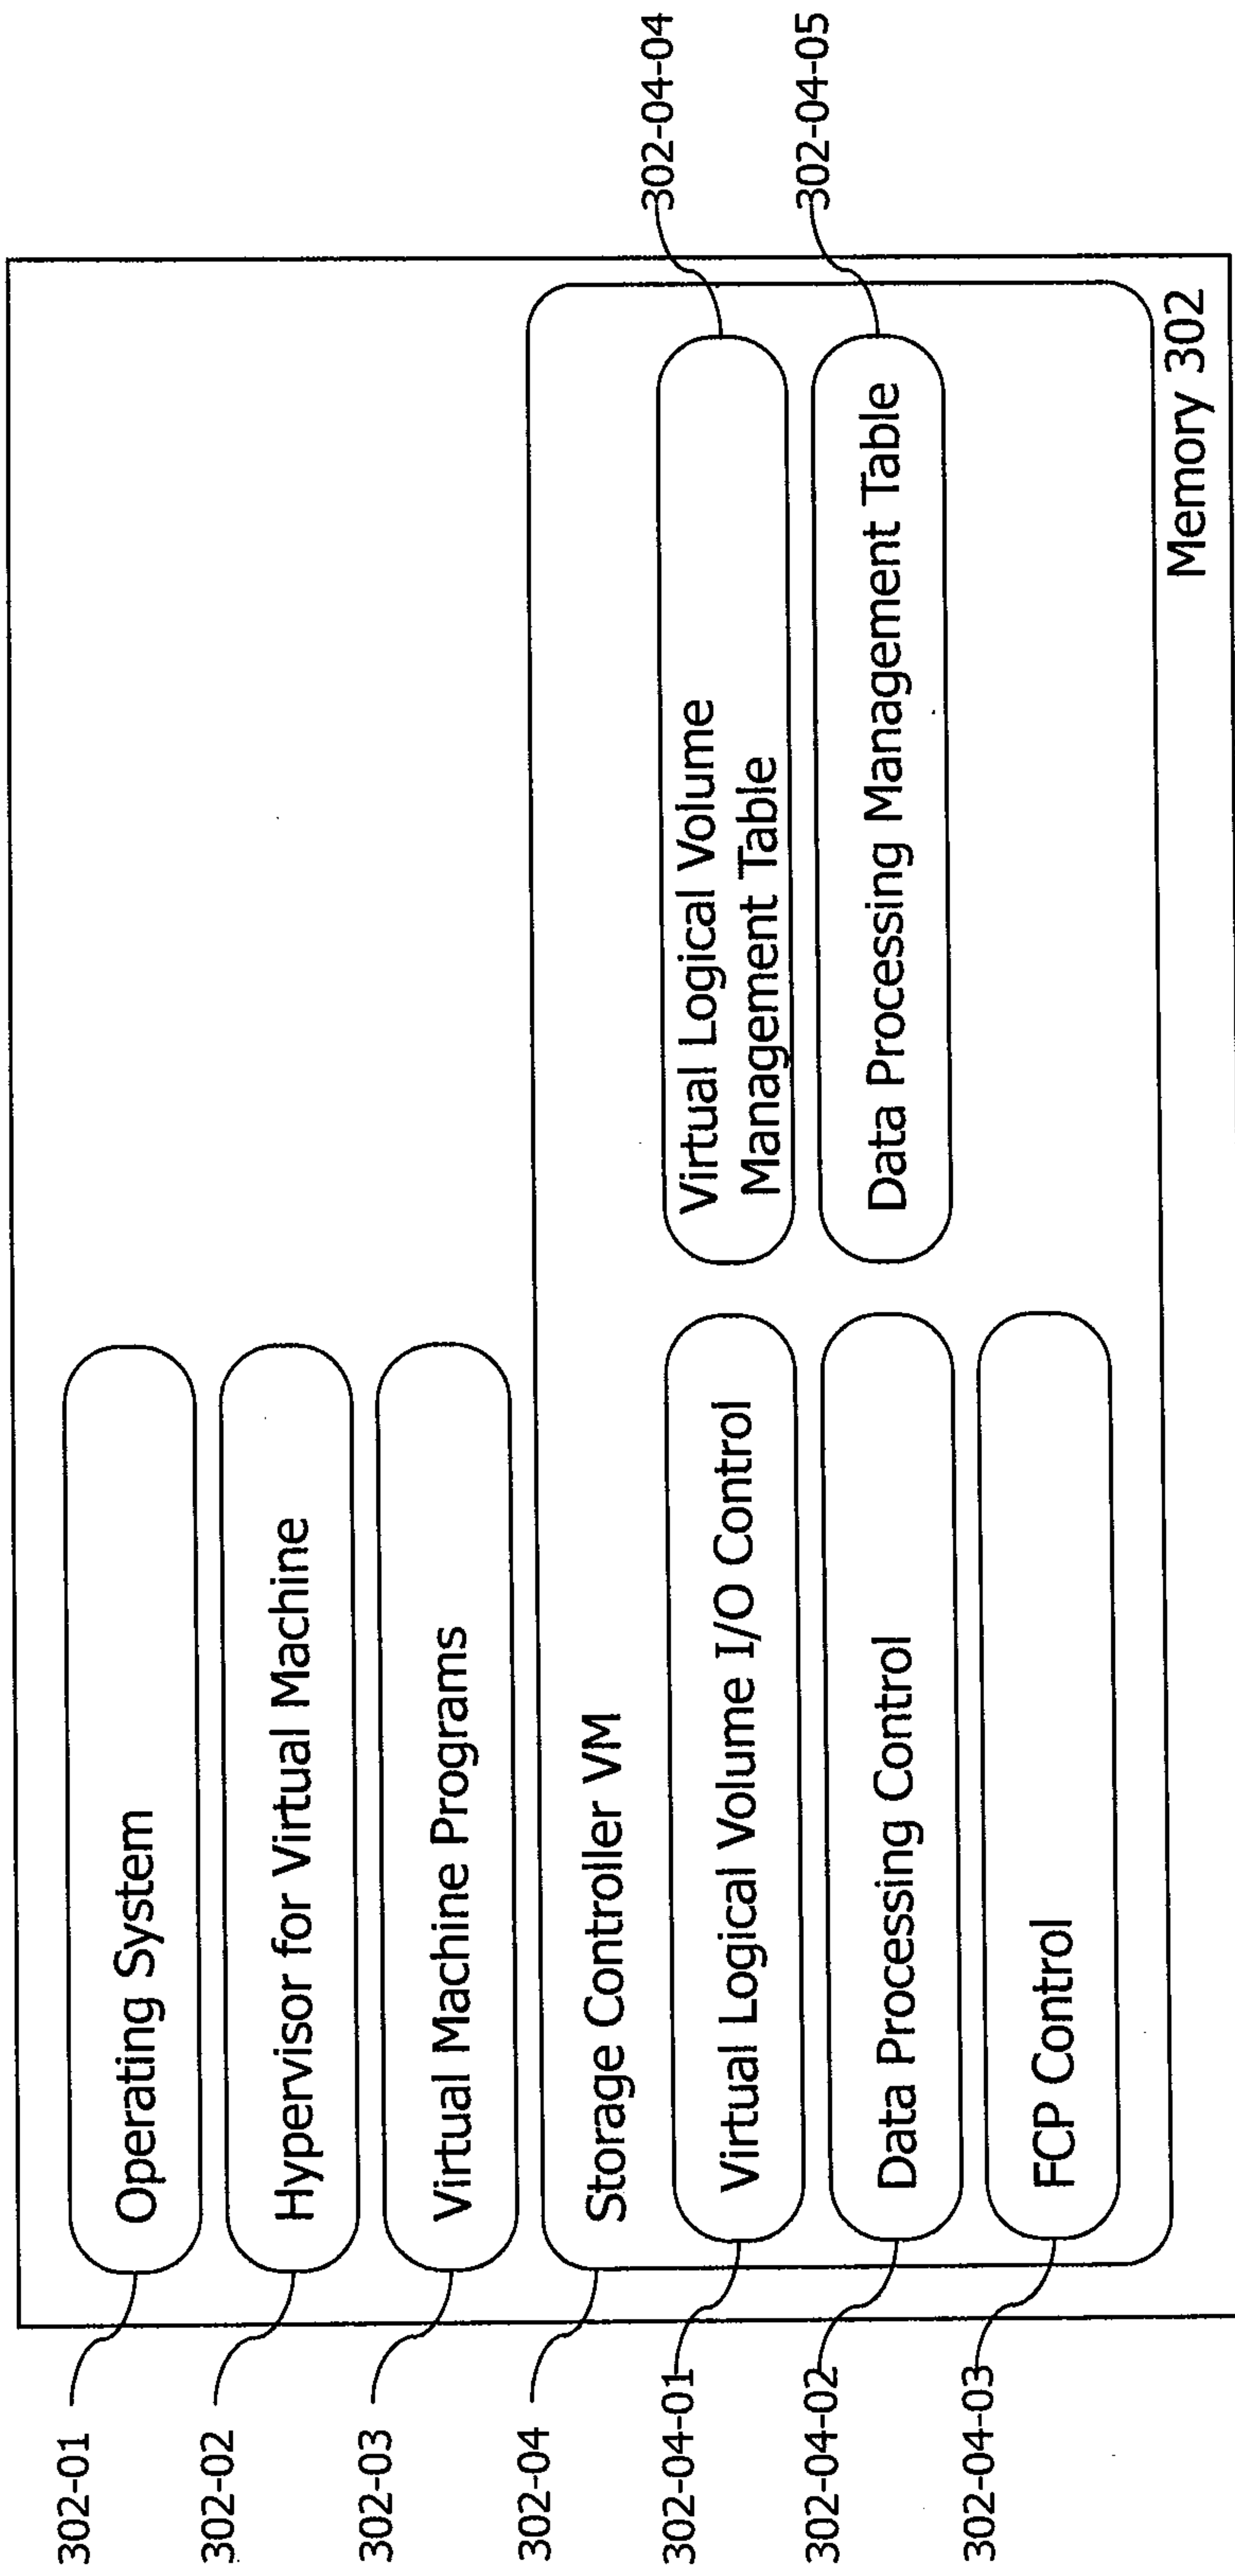 302-01
Operating System
302-02
Hypervisor for Virtual Machine
302-03
Virtual Machine Programs
302-04
Storage Controller VM
302-04-01
Virtual Logical Volume I/O Control
Virtual Logical Volume
Management Table
302-04-04
302-04-02
Data Processing Control
Data Processing Management Table
302-04-05
302-04-03
FCP Control
Memory 302